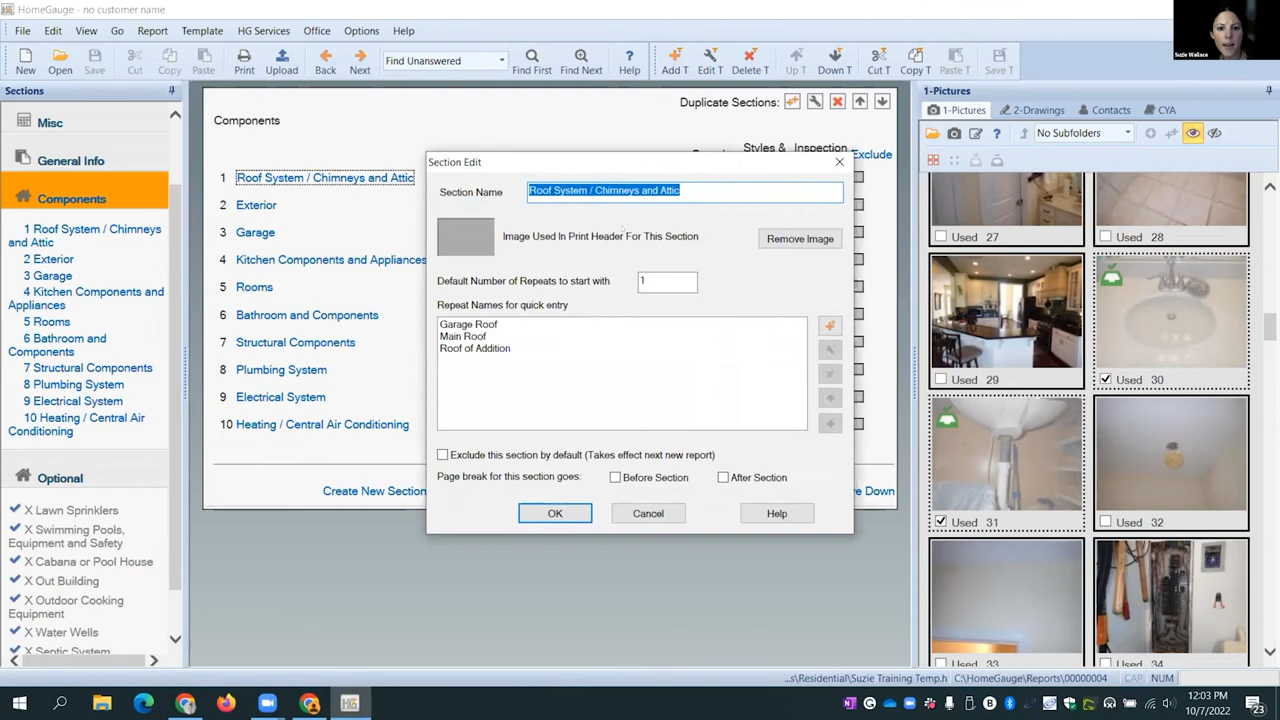 HomeGauge - no customer name
File Edit View Go Report Template HG Services Office Options Help
Suzie Wallace
New Open Save Cut Copy Paste Print Upload Back Next Find Unanswered Find First Find Next Help Add T Edit T Delete T Up T Down T Cut T Copy T Paste T Save T
Sections
Misc
General Info
Components
1 Roof System / Chimneys
and Attic
2 Exterior
3 Garage
4 Kitchen Components and
Appliances
5 Rooms
6 Bathroom and
Components
7 Structural Components
8 Plumbing System
9 Electrical System
10 Heating / Central Air
Conditioning
Optional
X Lawn Sprinklers
X Swimming Pools,
Equipment and Safety
X Cabana or Pool House
X Out Building
X Outdoor Cooking
Equipment
X Water Wells
X Septic System
Duplicate Sections:
Components
Styles & Inspection
Exclude
1 Roof System / Chimneys and Attic
2 Exterior
3 Garage
4 Kitchen Components and Appliances
5 Rooms
6 Bathroom and Components
7 Structural Components
8 Plumbing System
9 Electrical System
10 Heating / Central Air Conditioning
Create New Section
ve Down
Section Edit
Section Name Roof System / Chimneys and Attic
Image Used In Print Header For This Section Remove Image
Default Number of Repeats to start with 1
Repeat Names for quick entry
Garage Roof
Main Roof
Roof of Addition
Exclude this section by default (Takes effect next new report)
Page break for this section goes: Before Section After Section
OK Cancel Help
1-Pictures
1-Pictures 2-Drawings Contacts CYA
No Subfolders
Used 27 Used 28
Used 29 Used 30
Used 31 Used 32
Used 33 Used 34
..s\Residential\Suzie Training Temp.h C:\HomeGauge\Reports\00000004 CAP NUM
12:03 PM
10/7/2022
23